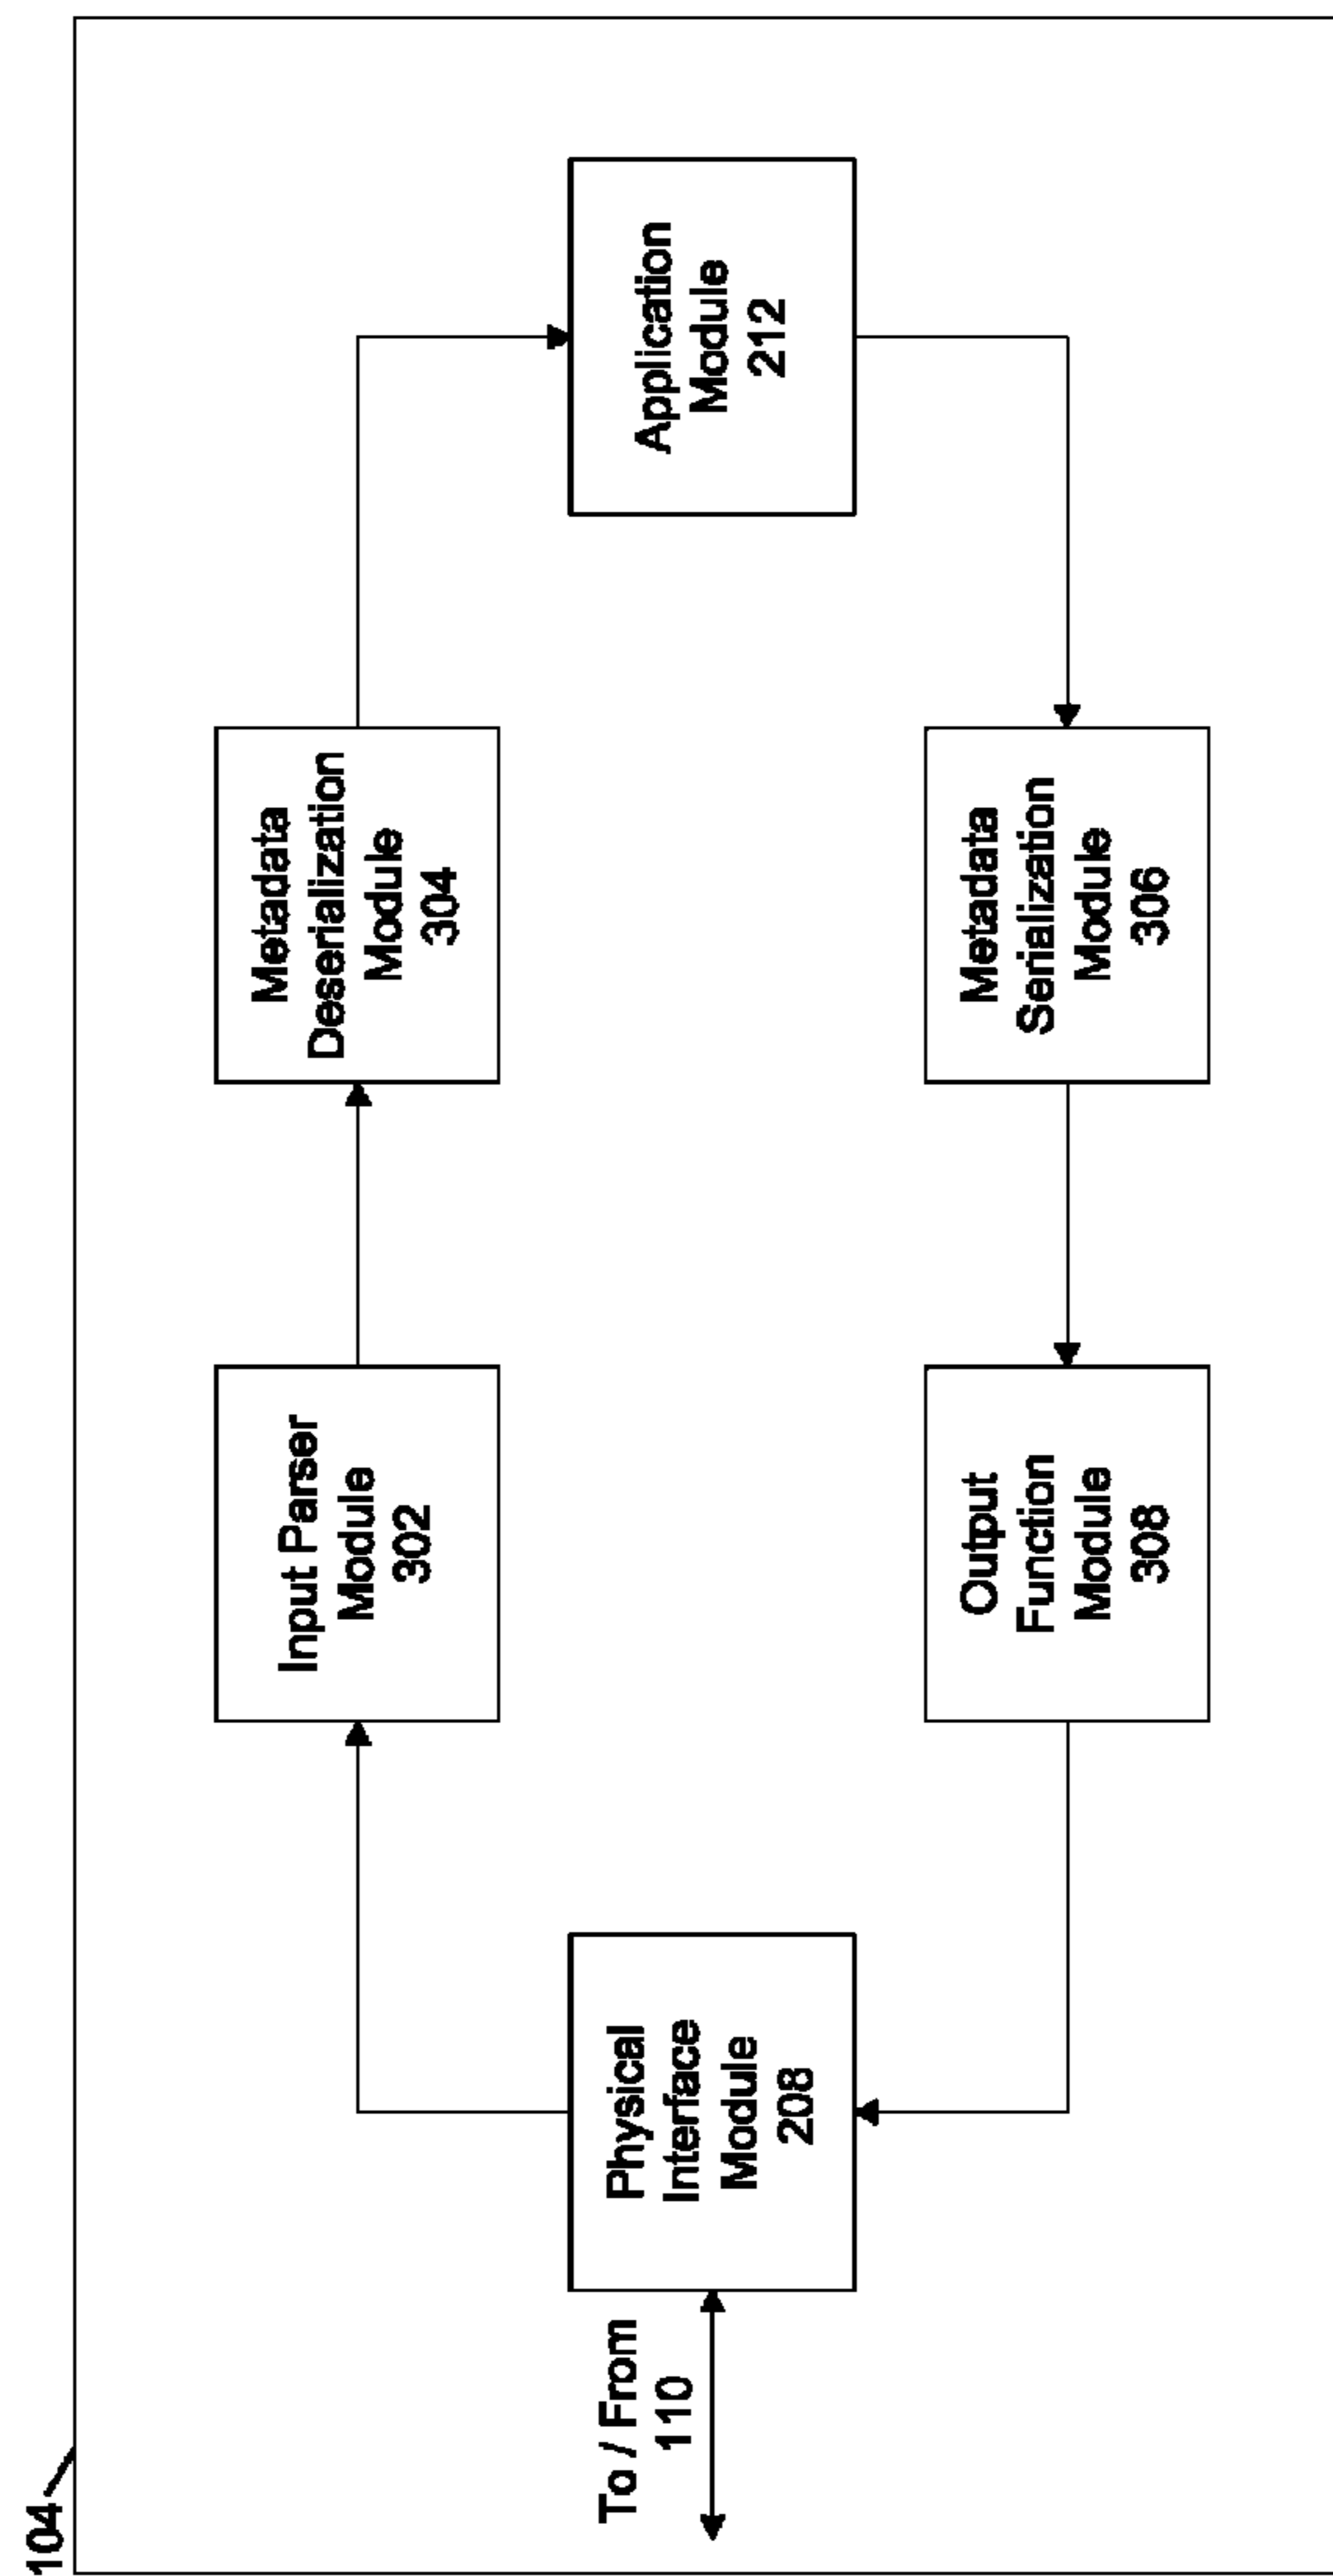 104
To / From
110
Physical
Interface
Module
208
Input Parser
Module
302
Metadata
Deserialization
Module
304
Application
Module
212
Metadata
Serialization
Module
306
Output
Function
Module
308